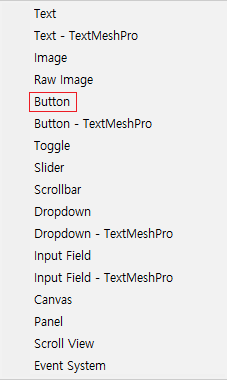 Text
Text - TextMeshPro
Image
Raw Image
Button
Button - TextMeshPro
Toggle
Slider
Scrollbar
Dropdown
Dropdown - TextMeshPro
Input Field
Input Field - TextMeshPro
Canvas
Panel
Scroll View
Event System